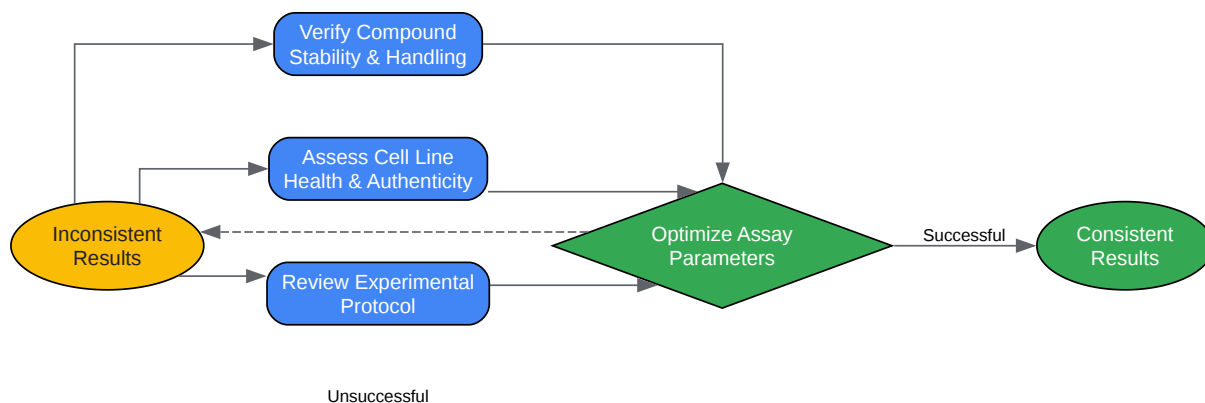 Verify Compound
Stability & Handling
Assess Cell Line
Health & Authenticity
Inconsistent
Results
Optimize Assay
Parameters
Successful
Consistent
Results
Review Experimental
Protocol
Unsuccessful